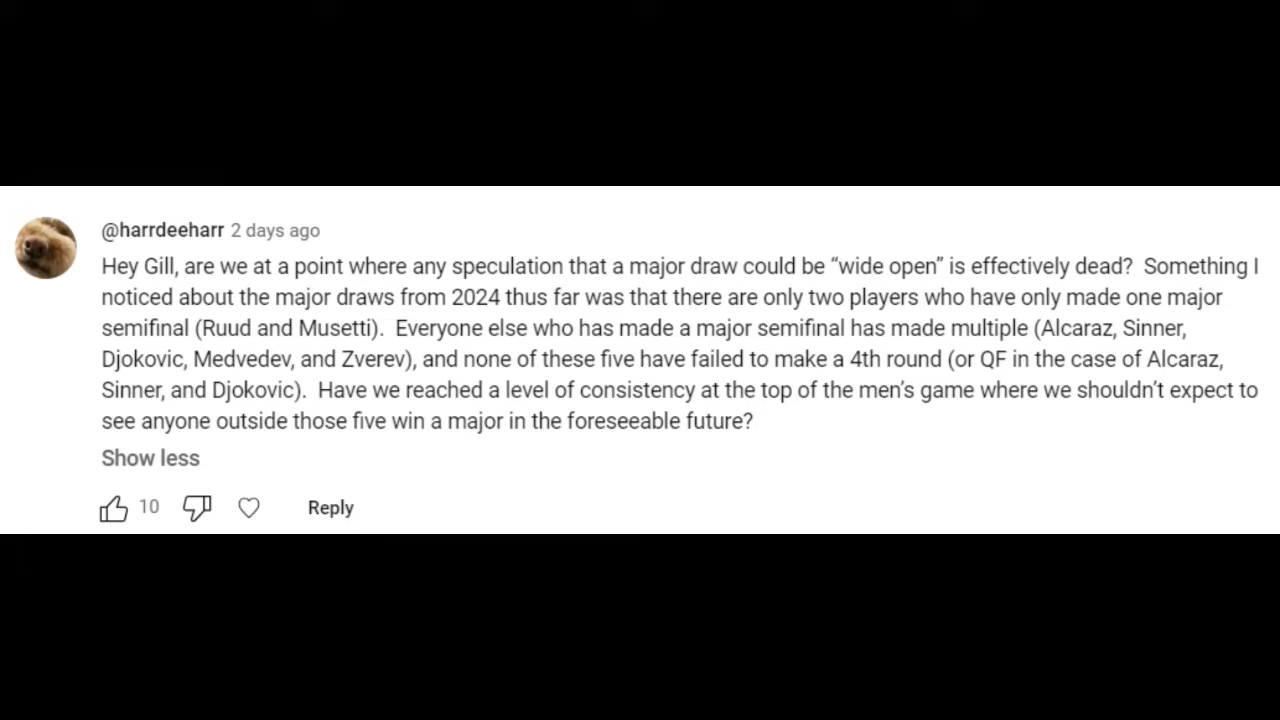 @harrdeeharr 2 days ago
Hey Gill, are we at a point where any speculation that a major draw could be “wide open” is effectively dead?  Something I
noticed about the major draws from 2024 thus far was that there are only two players who have only made one major
semifinal (Ruud and Musetti).  Everyone else who has made a major semifinal has made multiple (Alcaraz, Sinner,
Djokovic, Medvedev, and Zverev), and none of these five have failed to make a 4th round (or QF in the case of Alcaraz,
Sinner, and Djokovic).  Have we reached a level of consistency at the top of the men’s game where we shouldn’t expect to
see anyone outside those five win a major in the foreseeable future?
Show less
10 Reply